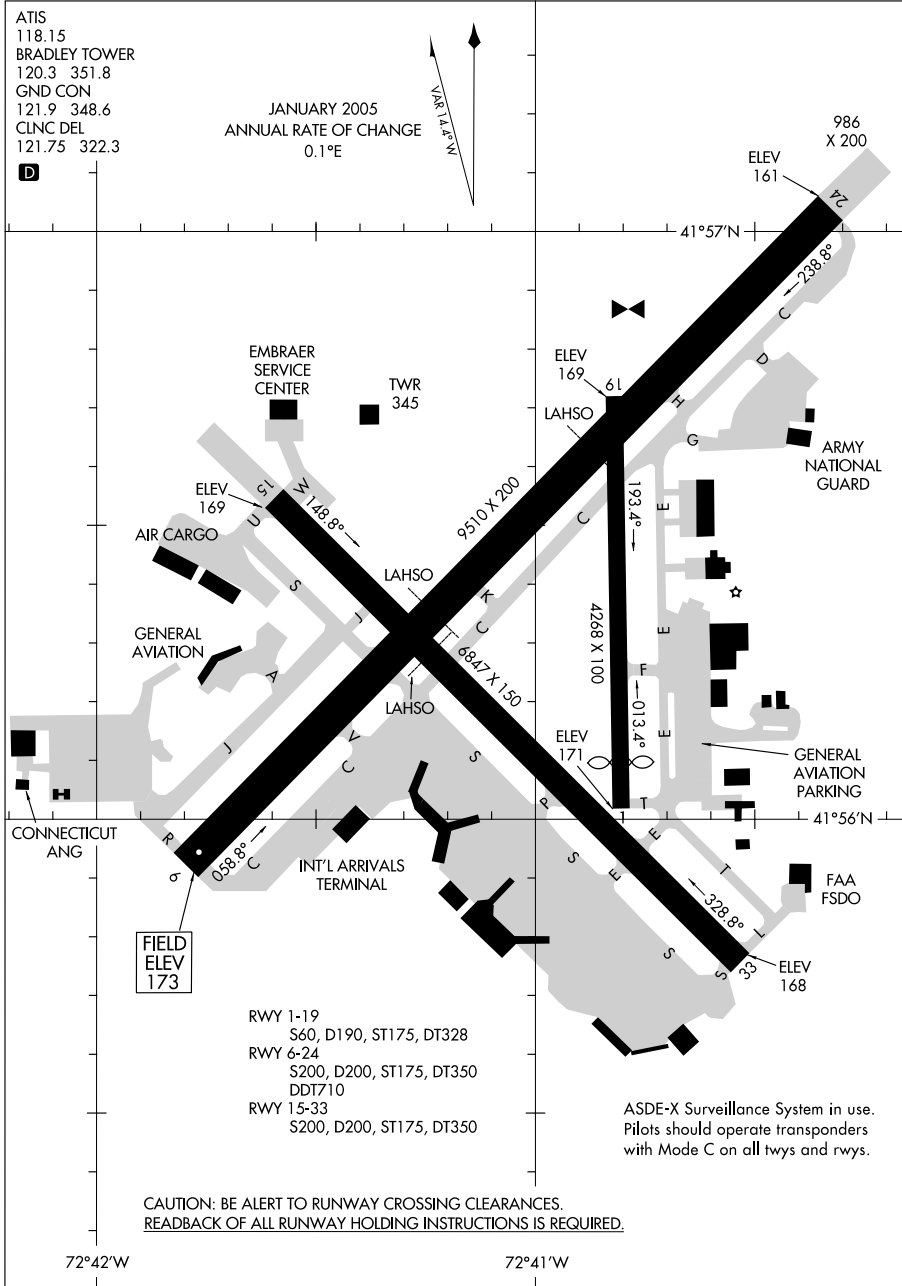 ATIS
118.15
BRADLEY TOWER
120.3 351.8
GND CON
121.9 348.6
CLNC DEL
121.75 322.3
D
JANUARY 2005
ANNUAL RATE OF CHANGE
0.1°E
VAR 14.4° W
986
X 200
ELEV
161
24
41°57'N
238.8°
C
D
EMBRAER
SERVICE
CENTER
TWR
345
ELEV
169
19
LAHSO
H
G
ARMY
NATIONAL
GUARD
ELEV
169
15
W
U
148.8°
9510 X 200
193.4°
E
C
AIR CARGO
S
LAHSO
J
K
C
4268 X 100
E
GENERAL
AVIATION
A
6847 X 150
F
LAHSO
013.4°
J
V
C
S
ELEV
171
E
GENERAL
AVIATION
PARKING
P
T
41°56'N
CONNECTICUT
ANG
R
6
058.8°
C
INT'L ARRIVALS
TERMINAL
S
E
E
T
328.8°
L
FAA
FSDO
FIELD
ELEV
173
S
S
33
ELEV
168
RWY 1-19
S60, D190, ST175, DT328
RWY 6-24
S200, D200, ST175, DT350
DDT710
RWY 15-33
S200, D200, ST175, DT350
ASDE-X Surveillance System in use.
Pilots should operate transponders
with Mode C on all twys and rwys.
CAUTION: BE ALERT TO RUNWAY CROSSING CLEARANCES.
READBACK OF ALL RUNWAY HOLDING INSTRUCTIONS IS REQUIRED.
72°42'W
72°41'W